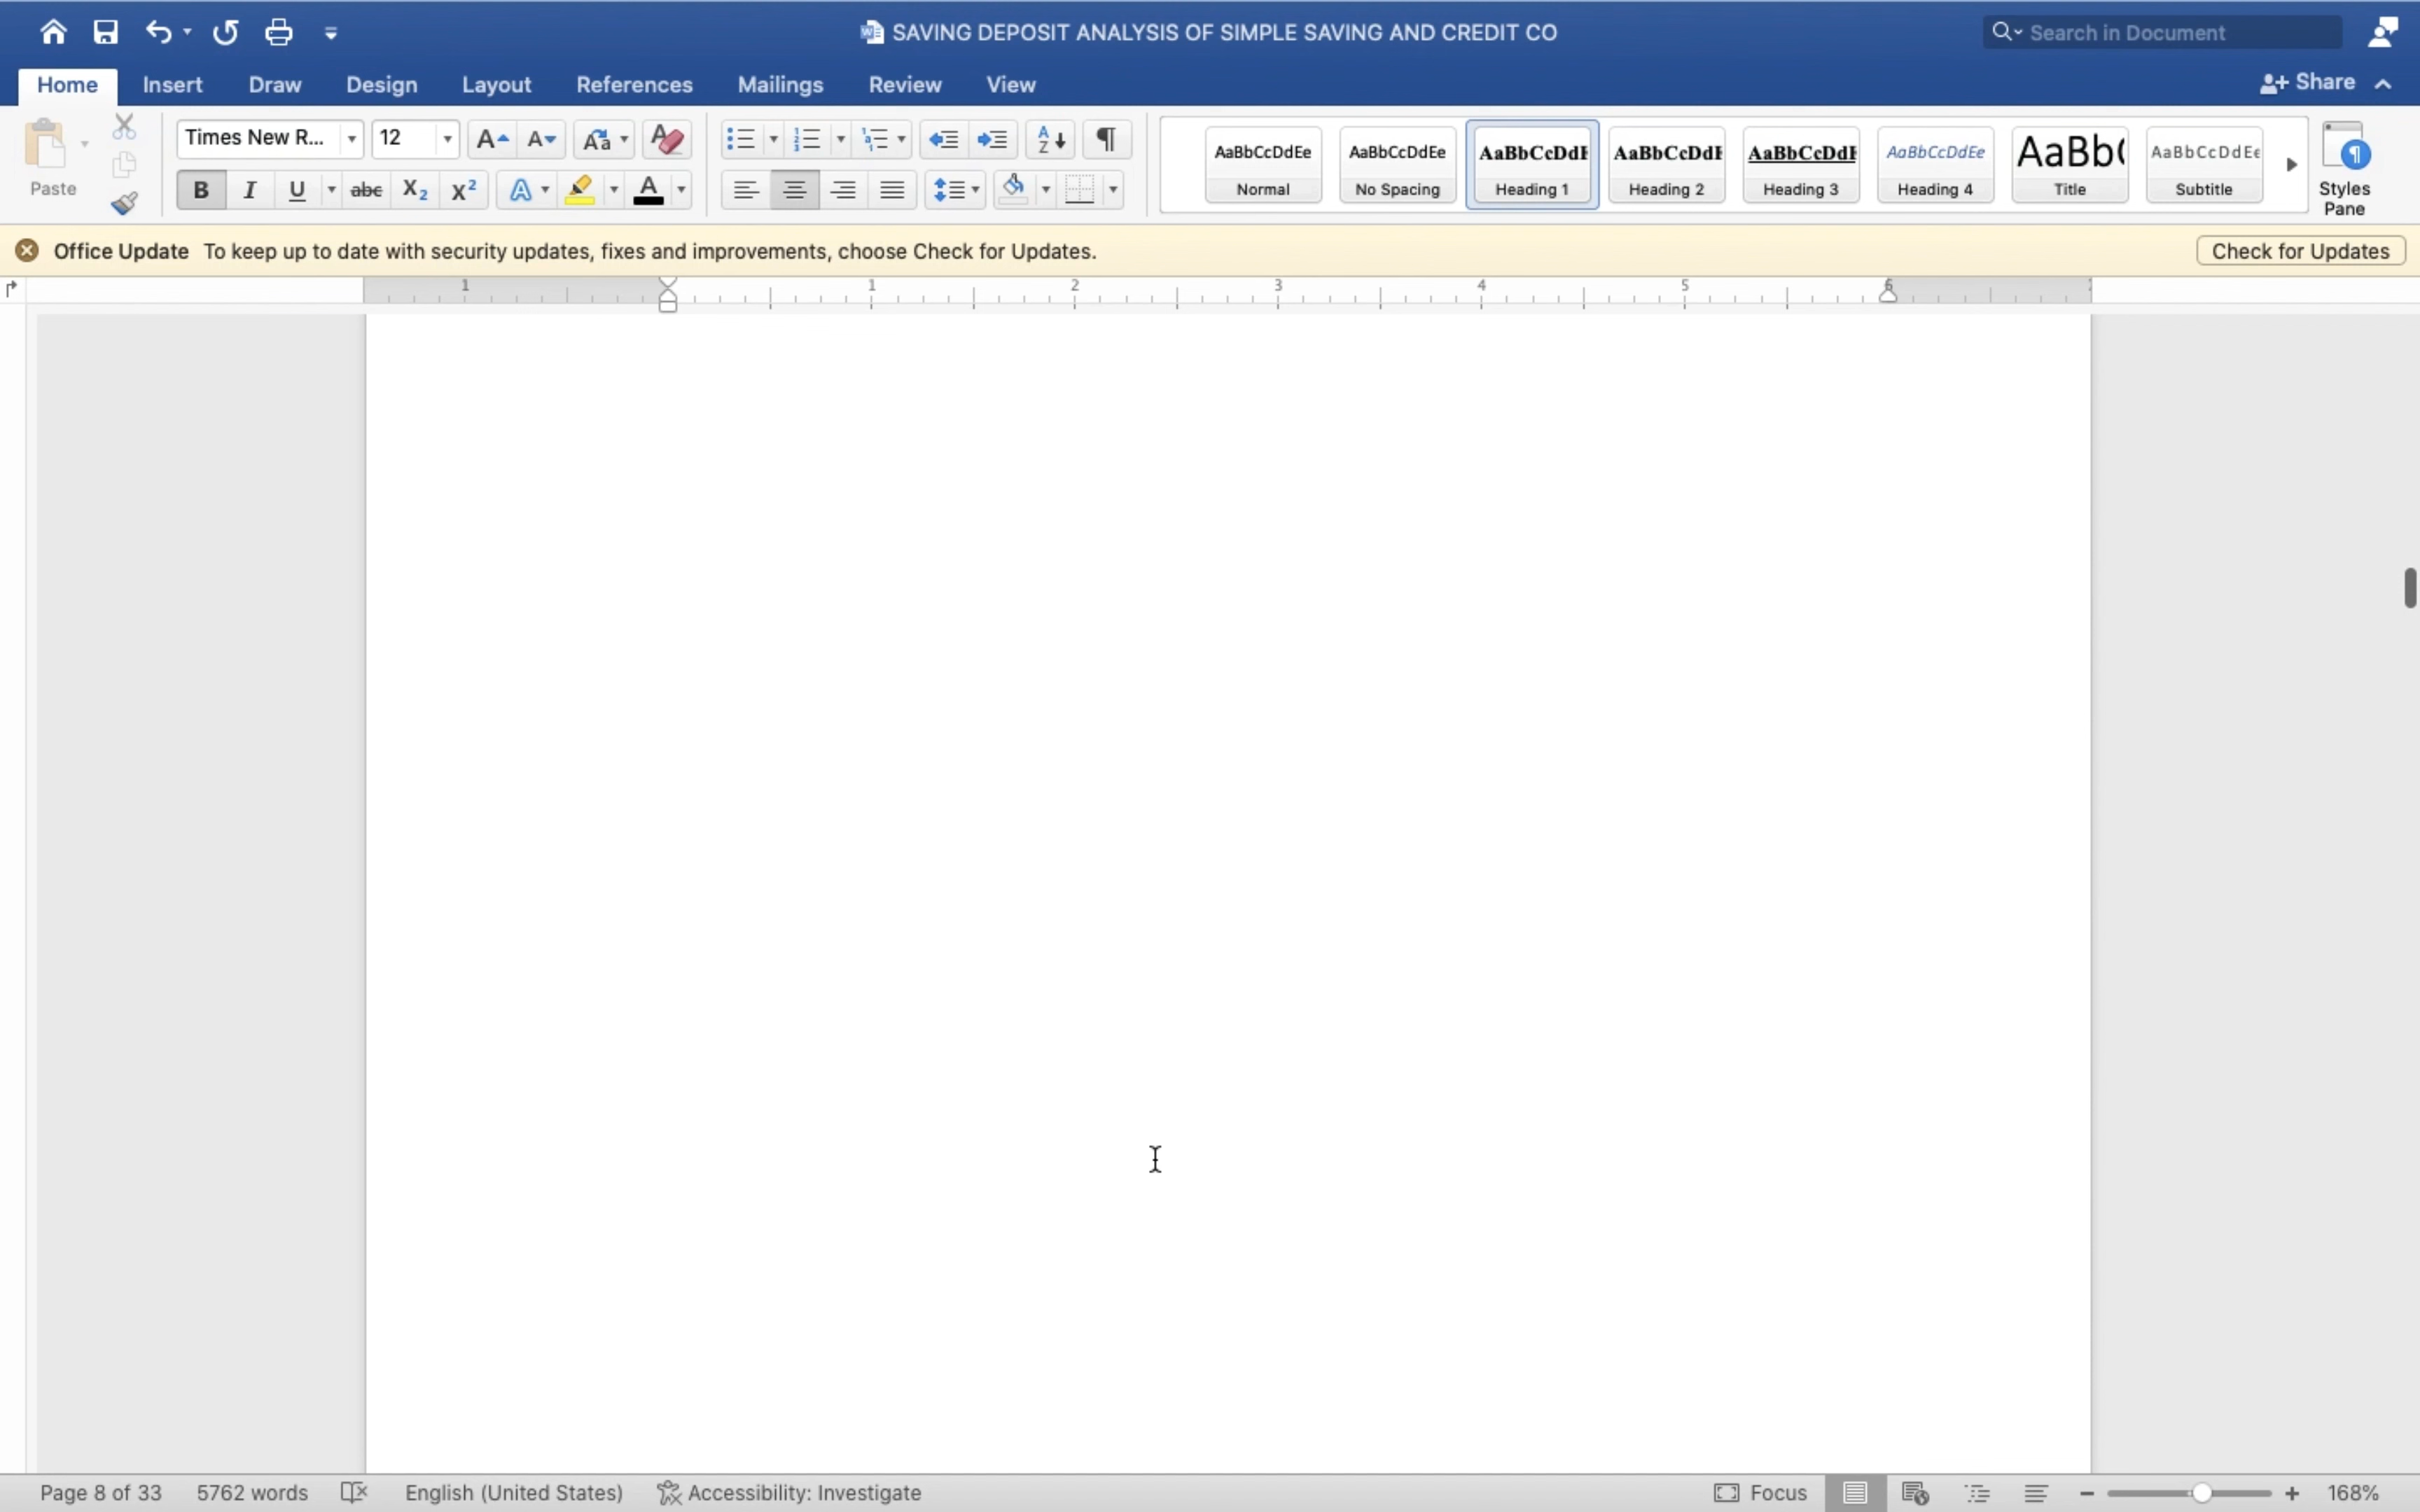 SAVING DEPOSIT ANALYSIS OF SIMPLE SAVING AND CREDIT CO
Search in Document
Home Insert Draw Design Layout References Mailings Review View
Share
Paste
Times New R... 12
AaBbCcDdEe AaBbCcDdEe AaBbCcDdE AaBbCcDdE AaBbCcDdE AaBbCcDdEe AaBb( AaBbCcDdEe
Normal No Spacing Heading 1 Heading 2 Heading 3 Heading 4 Title Subtitle
Styles Pane
Office Update To keep up to date with security updates, fixes and improvements, choose Check for Updates.
Check for Updates
1 1 2 3 4 5 6
Page 8 of 33 5762 words English (United States) Accessibility: Investigate Focus 168%